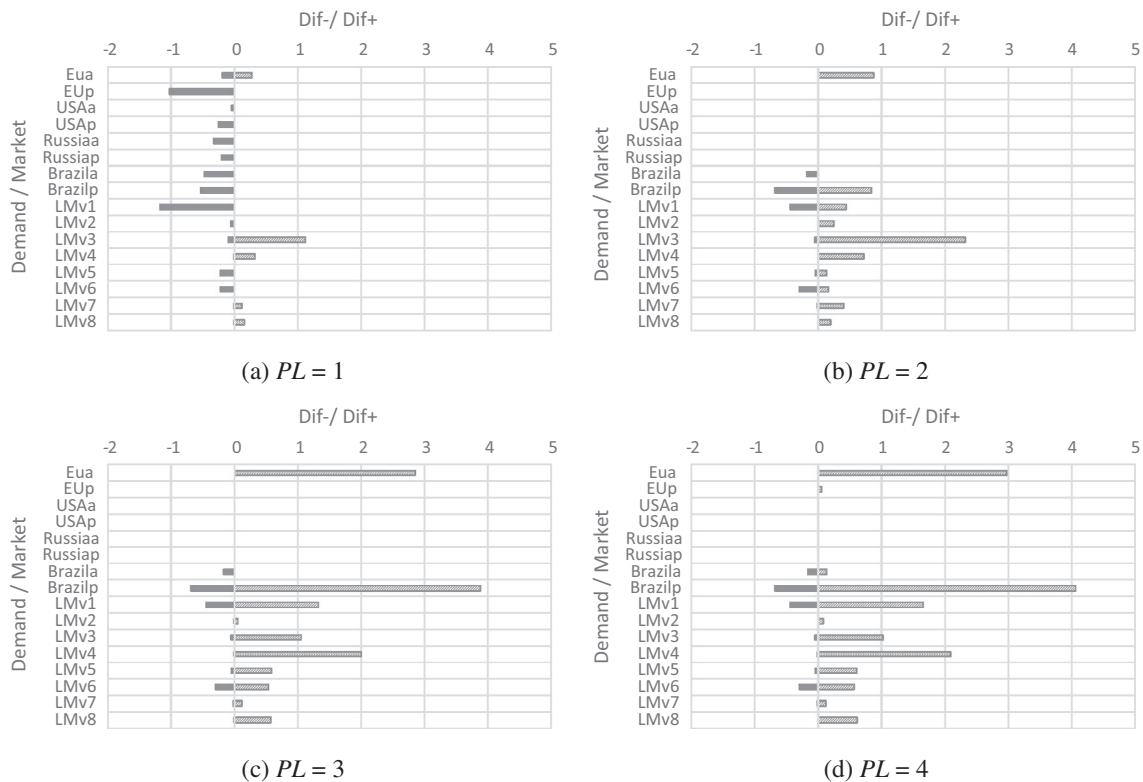 Dif-/ Dif+
-2 -1 0 1 2 3 4 5
Demand / Market
Eua
EUp
USAa
USAp
Russiaa
Russiap
Brazila
Brazilp
LMv1
LMv2
LMv3
LMv4
LMv5
LMv6
LMv7
LMv8
(a) PL = 1
Dif-/ Dif+
-2 -1 0 1 2 3 4 5
Demand / Market
Eua
EUp
USAa
USAp
Russiaa
Russiap
Brazila
Brazilp
LMv1
LMv2
LMv3
LMv4
LMv5
LMv6
LMv7
LMv8
(b) PL = 2
Dif-/ Dif+
-2 -1 0 1 2 3 4 5
Demand / Market
Eua
EUp
USAa
USAp
Russiaa
Russiap
Brazila
Brazilp
LMv1
LMv2
LMv3
LMv4
LMv5
LMv6
LMv7
LMv8
(c) PL = 3
Dif-/ Dif+
-2 -1 0 1 2 3 4 5
Demand / Market
Eua
EUp
USAa
USAp
Russiaa
Russiap
Brazila
Brazilp
LMv1
LMv2
LMv3
LMv4
LMv5
LMv6
LMv7
LMv8
(d) PL = 4